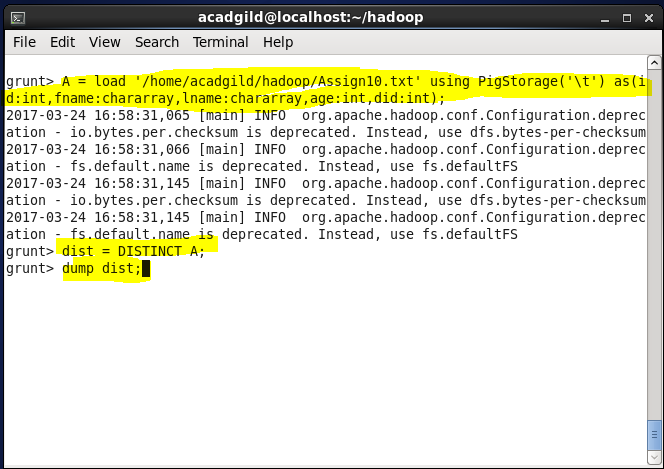 acadgild@localhost:~/hadoop
File Edit View Search Terminal Help
grunt> A = load '/home/acadgild/hadoop/Assign10.txt' using PigStorage('\t') as(i
d:int,fname:chararray,lname:chararray,age:int,did:int);
2017-03-24 16:58:31,065 [main] INFO  org.apache.hadoop.conf.Configuration.deprec
ation - io.bytes.per.checksum is deprecated. Instead, use dfs.bytes-per-checksum
2017-03-24 16:58:31,066 [main] INFO  org.apache.hadoop.conf.Configuration.deprec
ation - fs.default.name is deprecated. Instead, use fs.defaultFS
2017-03-24 16:58:31,145 [main] INFO  org.apache.hadoop.conf.Configuration.deprec
ation - io.bytes.per.checksum is deprecated. Instead, use dfs.bytes-per-checksum
2017-03-24 16:58:31,145 [main] INFO  org.apache.hadoop.conf.Configuration.deprec
ation - fs.default.name is deprecated. Instead, use fs.defaultFS
grunt> dist = DISTINCT A;
grunt> dump dist;